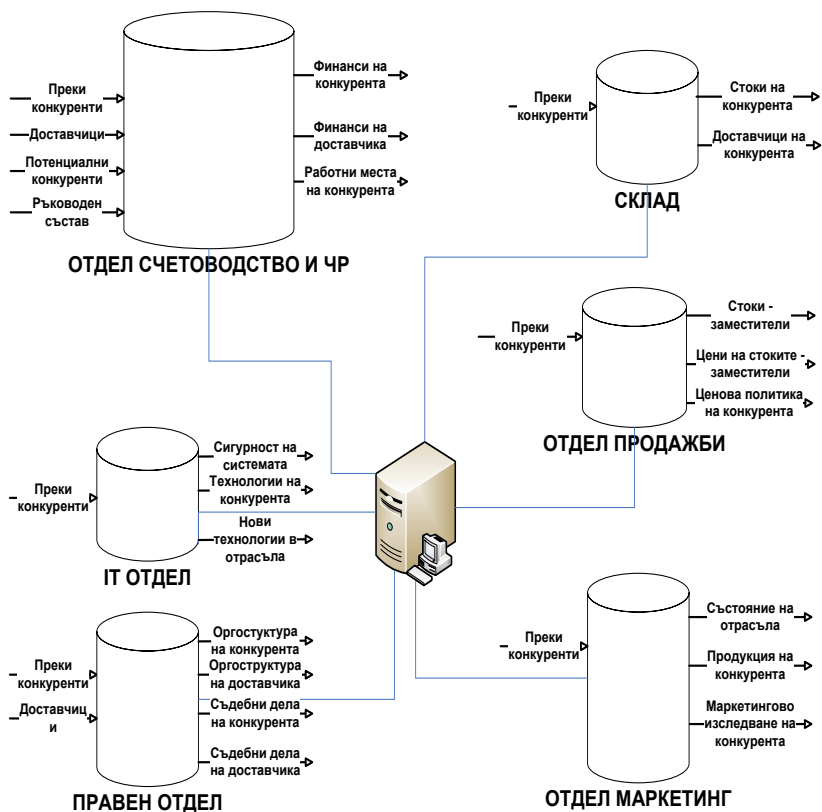 Преки
конкуренти
Доставчици
Потенциални
конкуренти
Ръководен
състав
Финанси на
конкурента
Финанси на
доставчика
Работни места
на конкурента
ОТДЕЛ СЧЕТОВОДСТВО И ЧР
Преки
конкуренти
Стоки на
конкурента
Доставчици на
конкурента
СКЛАД
Преки
конкуренти
Стоки -
заместители
Цени на стоките -
заместители
Ценова политика
на конкурента
ОТДЕЛ ПРОДАЖБИ
Преки
конкуренти
Сигурност на
системата
Технологии на
конкурента
Нови
технологии в
отрасъла
IT ОТДЕЛ
Преки
конкуренти
Доставчиц
и
Оргостуктура
на конкурента
Оргоструктура
на доставчика
Съдебни дела
на конкурента
Съдебни дела
на доставчика
ПРАВЕН ОТДЕЛ
Преки
конкуренти
Състояние на
отрасъла
Продукция на
конкурента
Маркетингово
изследване на
конкурента
ОТДЕЛ МАРКЕТИНГ